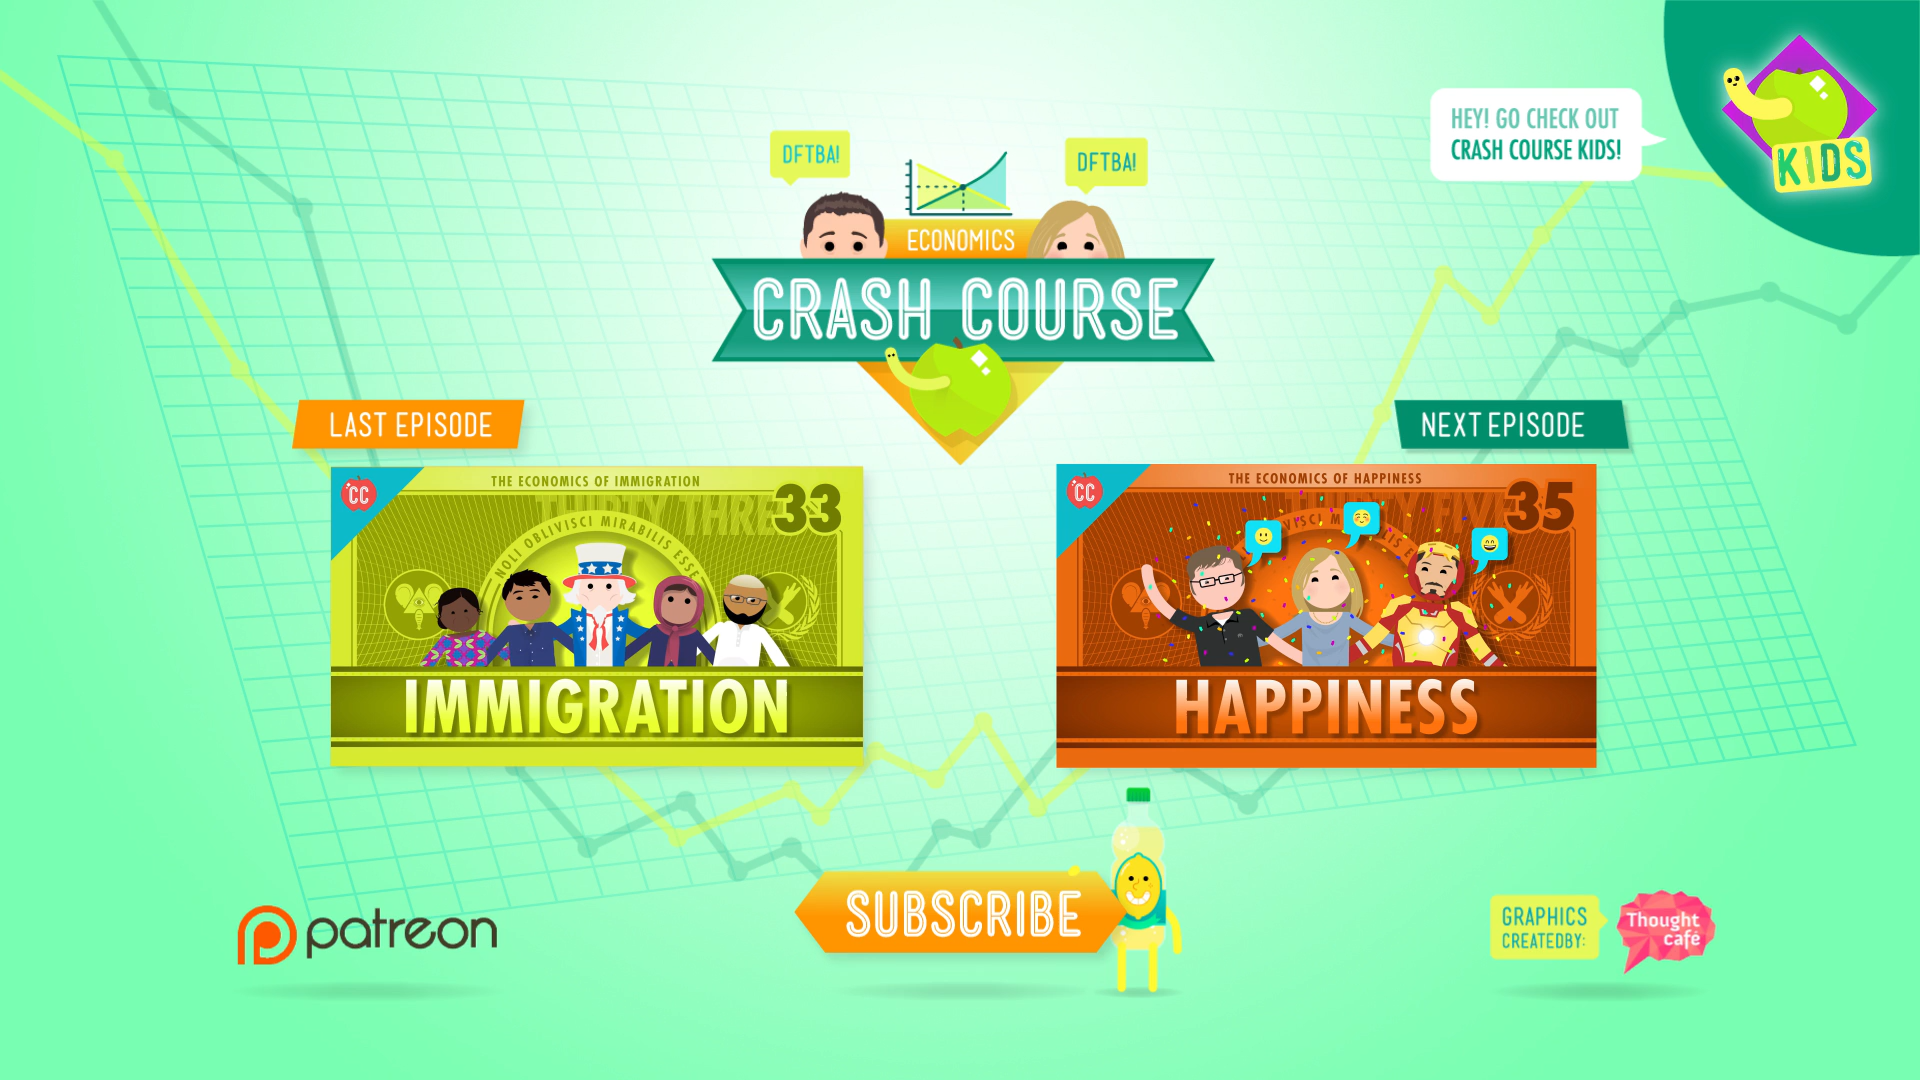 HEY! GO CHECK OUT
CRASH COURSE KIDS!
KIDS
DFTBA!
DFTBA!
ECONOMICS
CRASH COURSE
LAST EPISODE
NEXT EPISODE
CC
THE ECONOMICS OF IMMIGRATION
THIRTY THREE
33
NOLI OBLIVISCI MIRABILIS ESSE
IMMIGRATION
CC
THE ECONOMICS OF HAPPINESS
35
HAPPINESS
patreon
SUBSCRIBE
GRAPHICS
CREATEDBY:
Thought
café